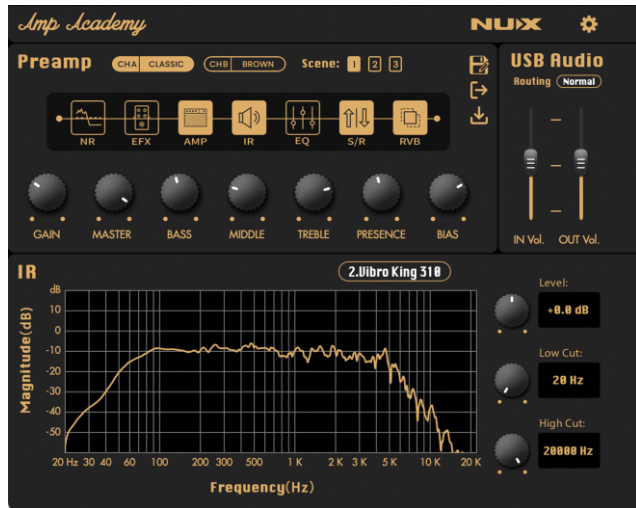 Amp Academy
NUX
Preamp
CHA CLASSIC
CHB BROWN
Scene: 1 2 3
USB Audio
Routing Normal
NR EFX AMP IR EQ S/R RVB
GAIN MASTER BASS MIDDLE TREBLE PRESENCE BIAS
IN Vol. OUT Vol.
IR
2.Vibro King 310
dB
10
0
-10
-20
-30
-40
-50
Magnitude(dB)
20 Hz 30 40 60 100 200 300 500 1 K 2 K 3 K 5 K 10 K 20 K
Frequency(Hz)
Level:
+0.0 dB
Low Cut:
20 Hz
High Cut:
20000 Hz